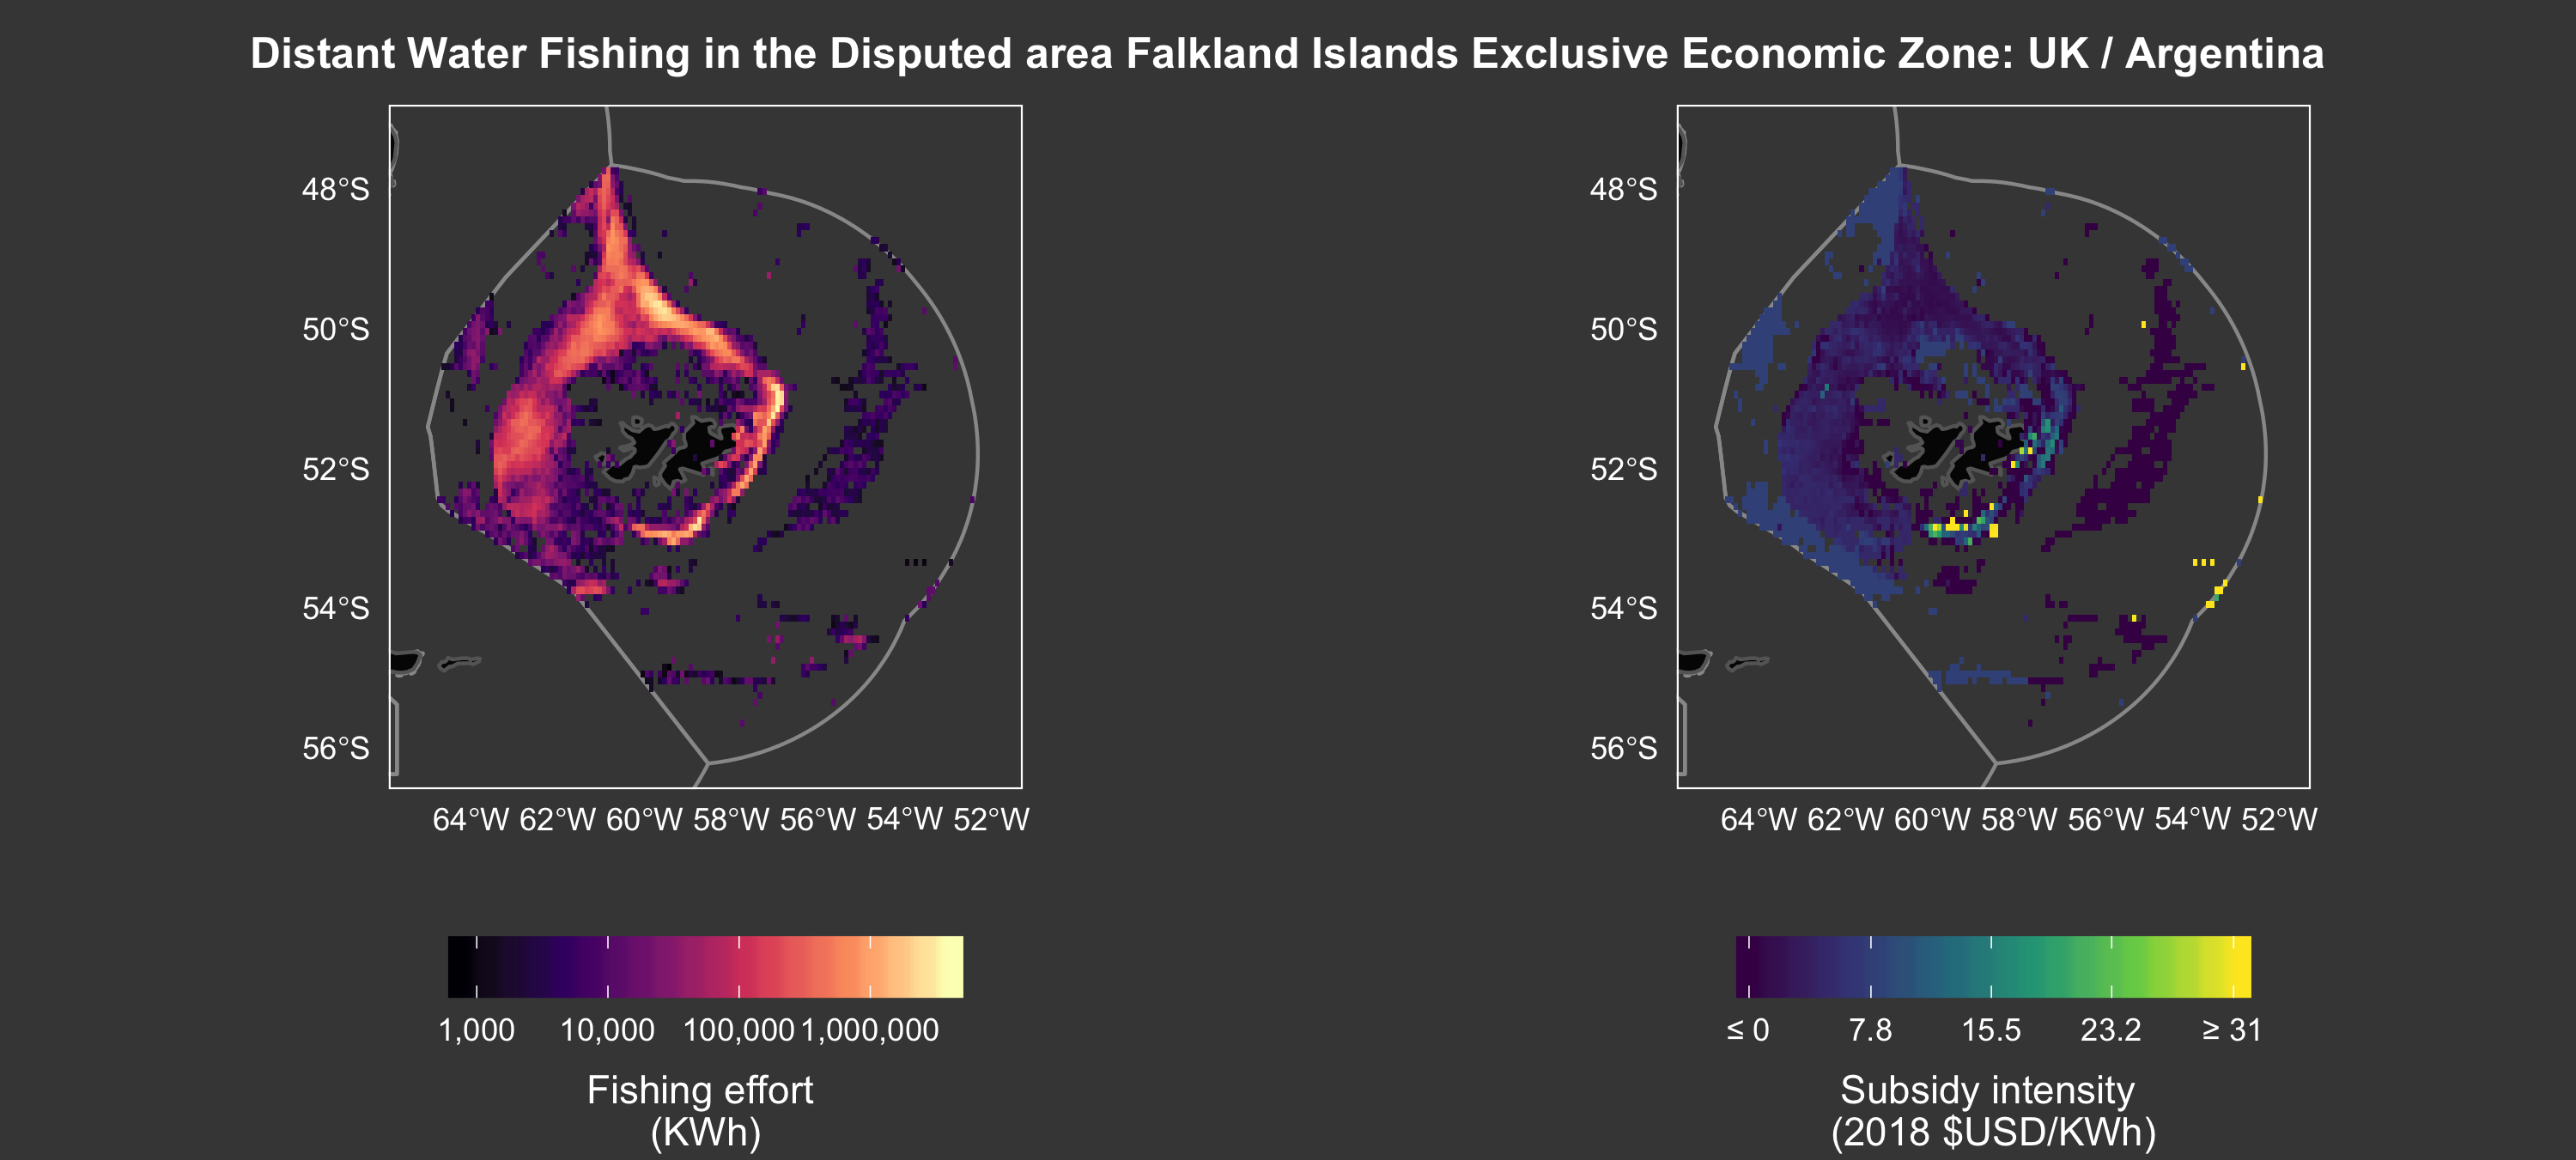 Distant Water Fishing in the Disputed area Falkland Islands Exclusive Economic Zone: UK / Argentina
48°S
50°S
52°S
54°S
56°S
64°W 62°W 60°W 58°W 56°W 54°W 52°W
1,000 10,000 100,000 1,000,000
Fishing effort
(KWh)
48°S
50°S
52°S
54°S
56°S
64°W 62°W 60°W 58°W 56°W 54°W 52°W
≤ 0 7.8 15.5 23.2 ≥ 31
Subsidy intensity
(2018 $USD/KWh)